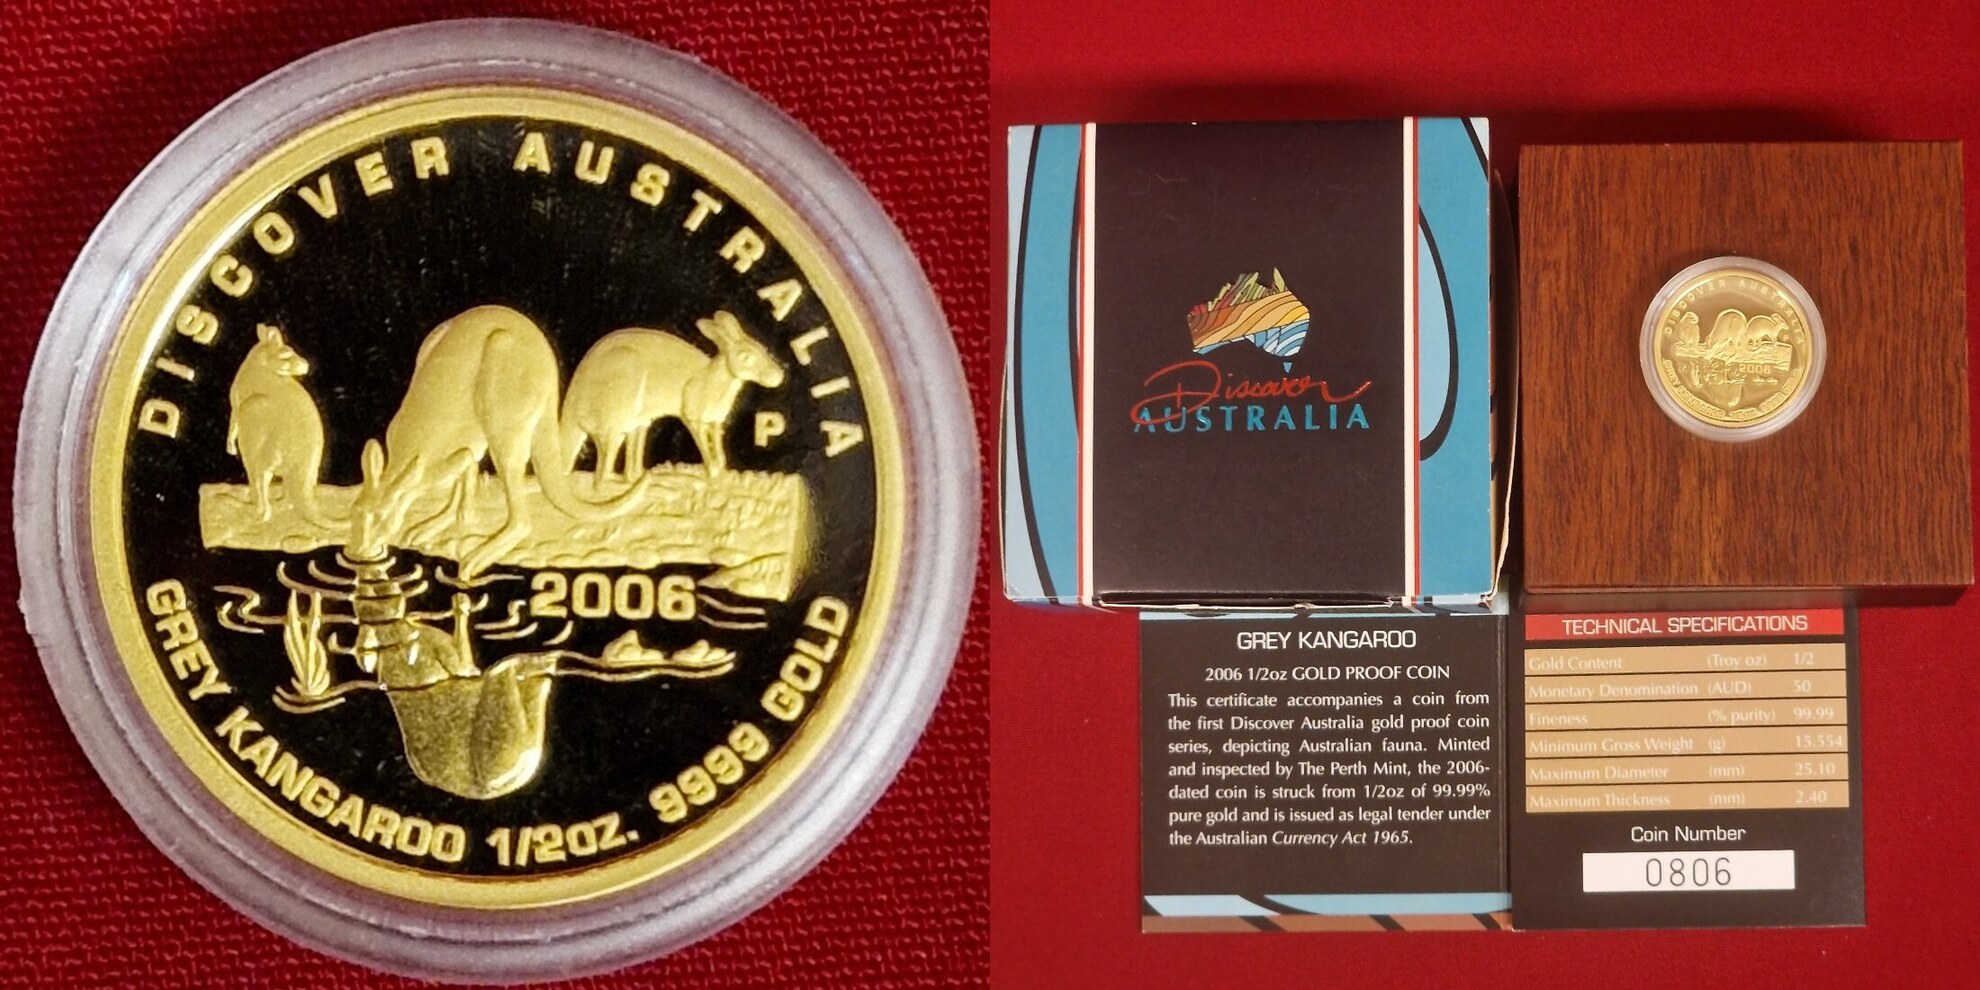 DISCOVER AUSTRALIA
P
2006
GREY KANGAROO 1/2oz. 9999 GOLD
Discover
AUSTRALIA
DISCOVER AUSTRALIA
2006
GREY KANGAROO
2006 1/2oz GOLD PROOF COIN
This certificate accompanies a coin from
the first Discover Australia gold proof coin
series, depicting Australian fauna. Minted
and inspected by The Perth Mint, the 2006-
dated coin is struck from 1/2oz of 99.99%
pure gold and is issued as legal tender under
the Australian Currency Act 1965.
TECHNICAL SPECIFICATIONS
Gold Content (Troy oz) 1/2
Monetary Denomination (AUD) 50
Fineness (% purity) 99.99
Minimum Gross Weight (g) 15.554
Maximum Diameter (mm) 25.10
Maximum Thickness (mm) 2.40
Coin Number
0806